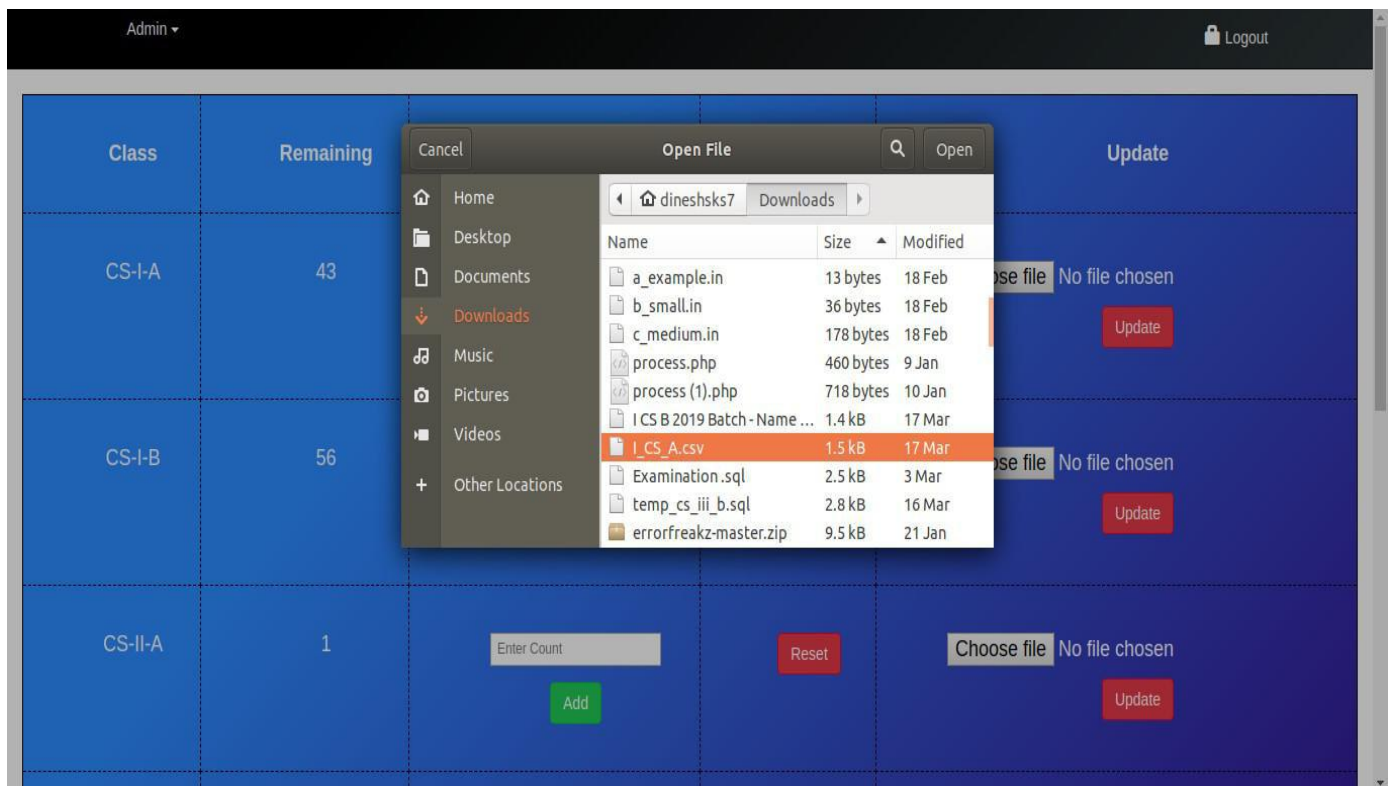 Admin
Logout
Class Remaining Update
Cancel Open File Open
Home
Desktop
Documents
Downloads
Music
Pictures
Videos
Other Locations
dineshsks7 Downloads
Name Size Modified
a_example.in 13 bytes 18 Feb
b_small.in 36 bytes 18 Feb
c_medium.in 178 bytes 18 Feb
process.php 460 bytes 9 Jan
process (1).php 718 bytes 10 Jan
I CS B 2019 Batch - Name ... 1.4 kB 17 Mar
I_CS_A.csv 1.5 kB 17 Mar
Examination .sql 2.5 kB 3 Mar
temp_cs_iii_b.sql 2.8 kB 16 Mar
errorfreakz-master.zip 9.5 kB 21 Jan
CS-I-A 43 ose file No file chosen
Update
CS-I-B 56 ose file No file chosen
Update
CS-II-A 1 Enter Count Reset Choose file No file chosen
Add Update